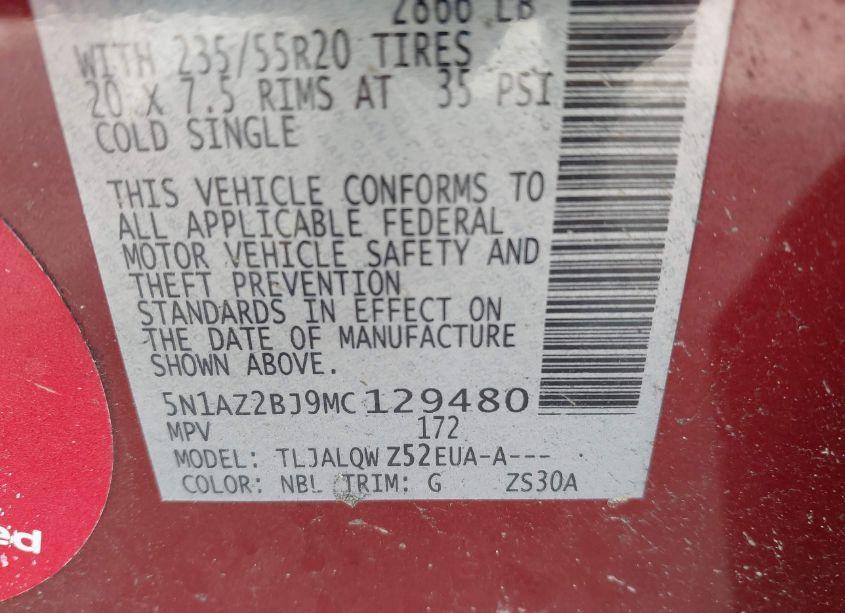 2866 LB
WITH 235/55R20 TIRES
20 X 7.5 RIMS AT 35 PSI
COLD SINGLE
THIS VEHICLE CONFORMS TO
ALL APPLICABLE FEDERAL
MOTOR VEHICLE SAFETY AND
THEFT PREVENTION
STANDARDS IN EFFECT ON
THE DATE OF MANUFACTURE
SHOWN ABOVE.
5N1AZ2BJ9MC129480
MPV 172
MODEL: TLJALQW Z52EUA-A---
COLOR: NBL TRIM: G ZS30A